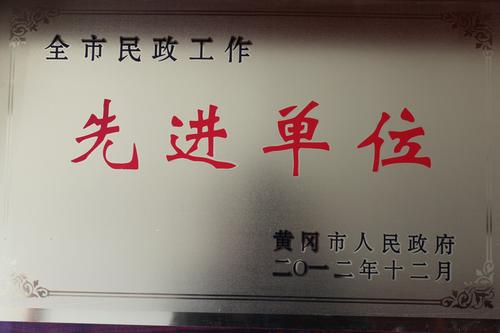 全市民政工作
先进单位
黄冈市人民政府
二〇一二年十二月